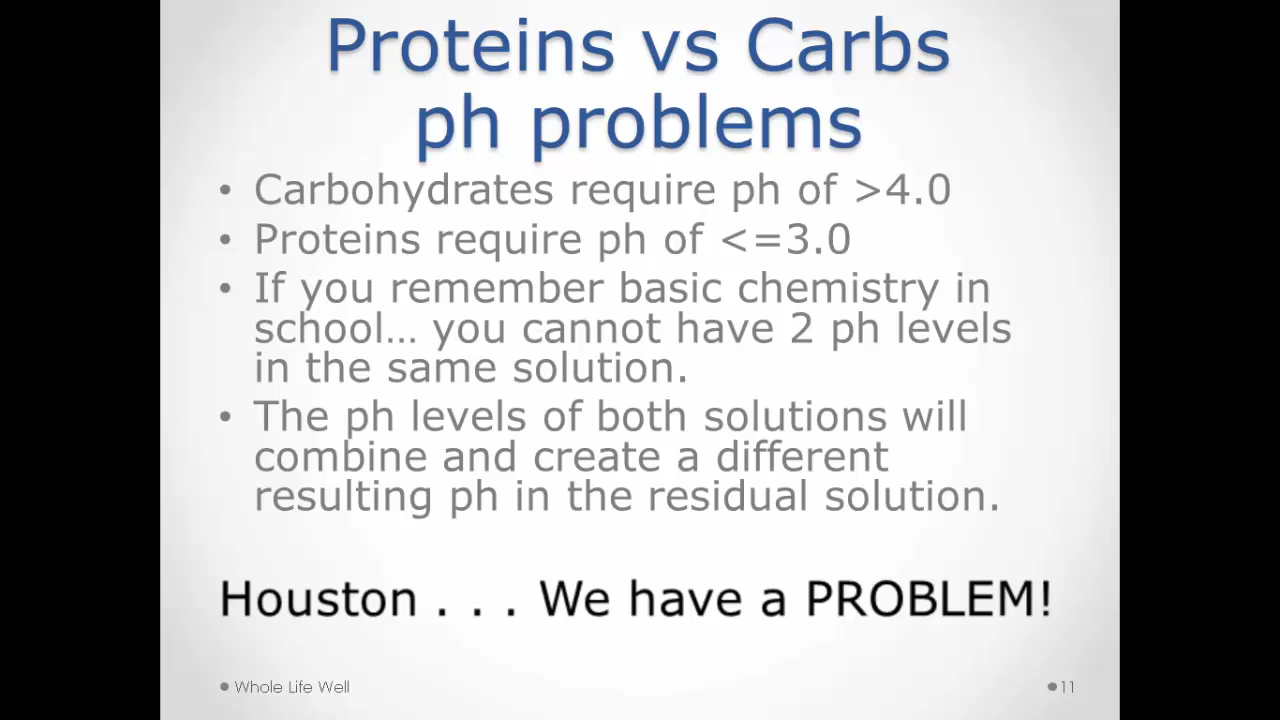 Proteins vs Carbs
ph problems
• Carbohydrates require ph of >4.0
• Proteins require ph of <=3.0
• If you remember basic chemistry in
school… you cannot have 2 ph levels
in the same solution.
• The ph levels of both solutions will
combine and create a different
resulting ph in the residual solution.
Houston . . . We have a PROBLEM!
• Whole Life Well
• 11